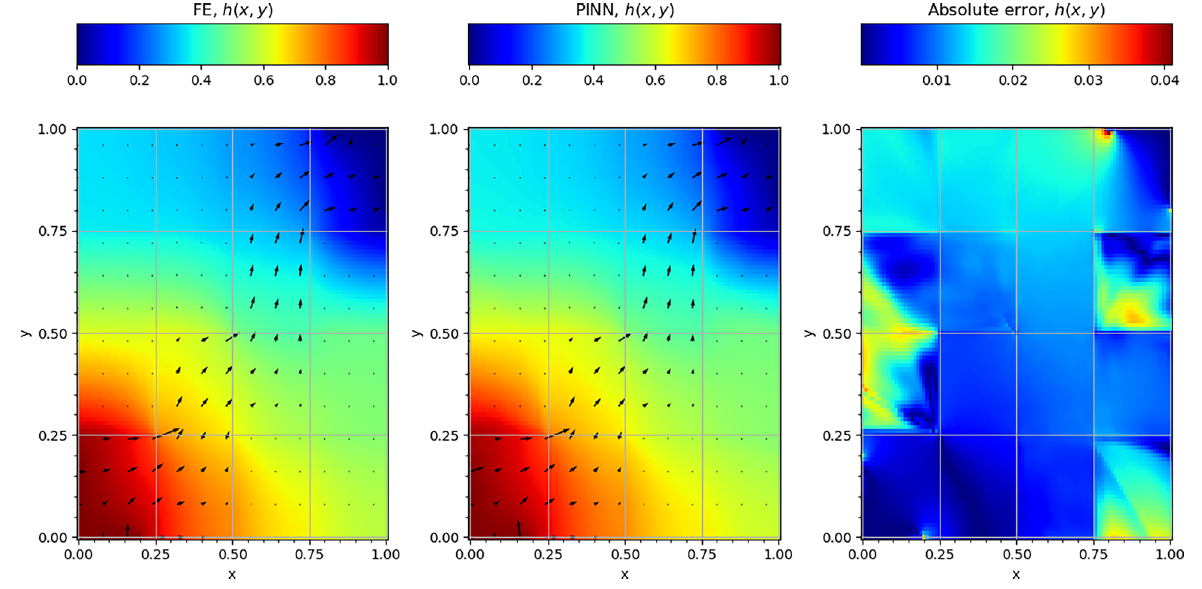 FE, h(x, y)
PINN, h(x, y)
Absolute error, h(x, y)
0.0 0.2 0.4 0.6 0.8 1.0
0.0 0.2 0.4 0.6 0.8 1.0
0.01 0.02 0.03 0.04
1.00
0.75
0.50
0.25
0.00
y
0.00 0.25 0.50 0.75 1.00
x
1.00
0.75
0.50
0.25
0.00
y
0.00 0.25 0.50 0.75 1.00
x
1.00
0.75
0.50
0.25
0.00
y
0.00 0.25 0.50 0.75 1.00
x